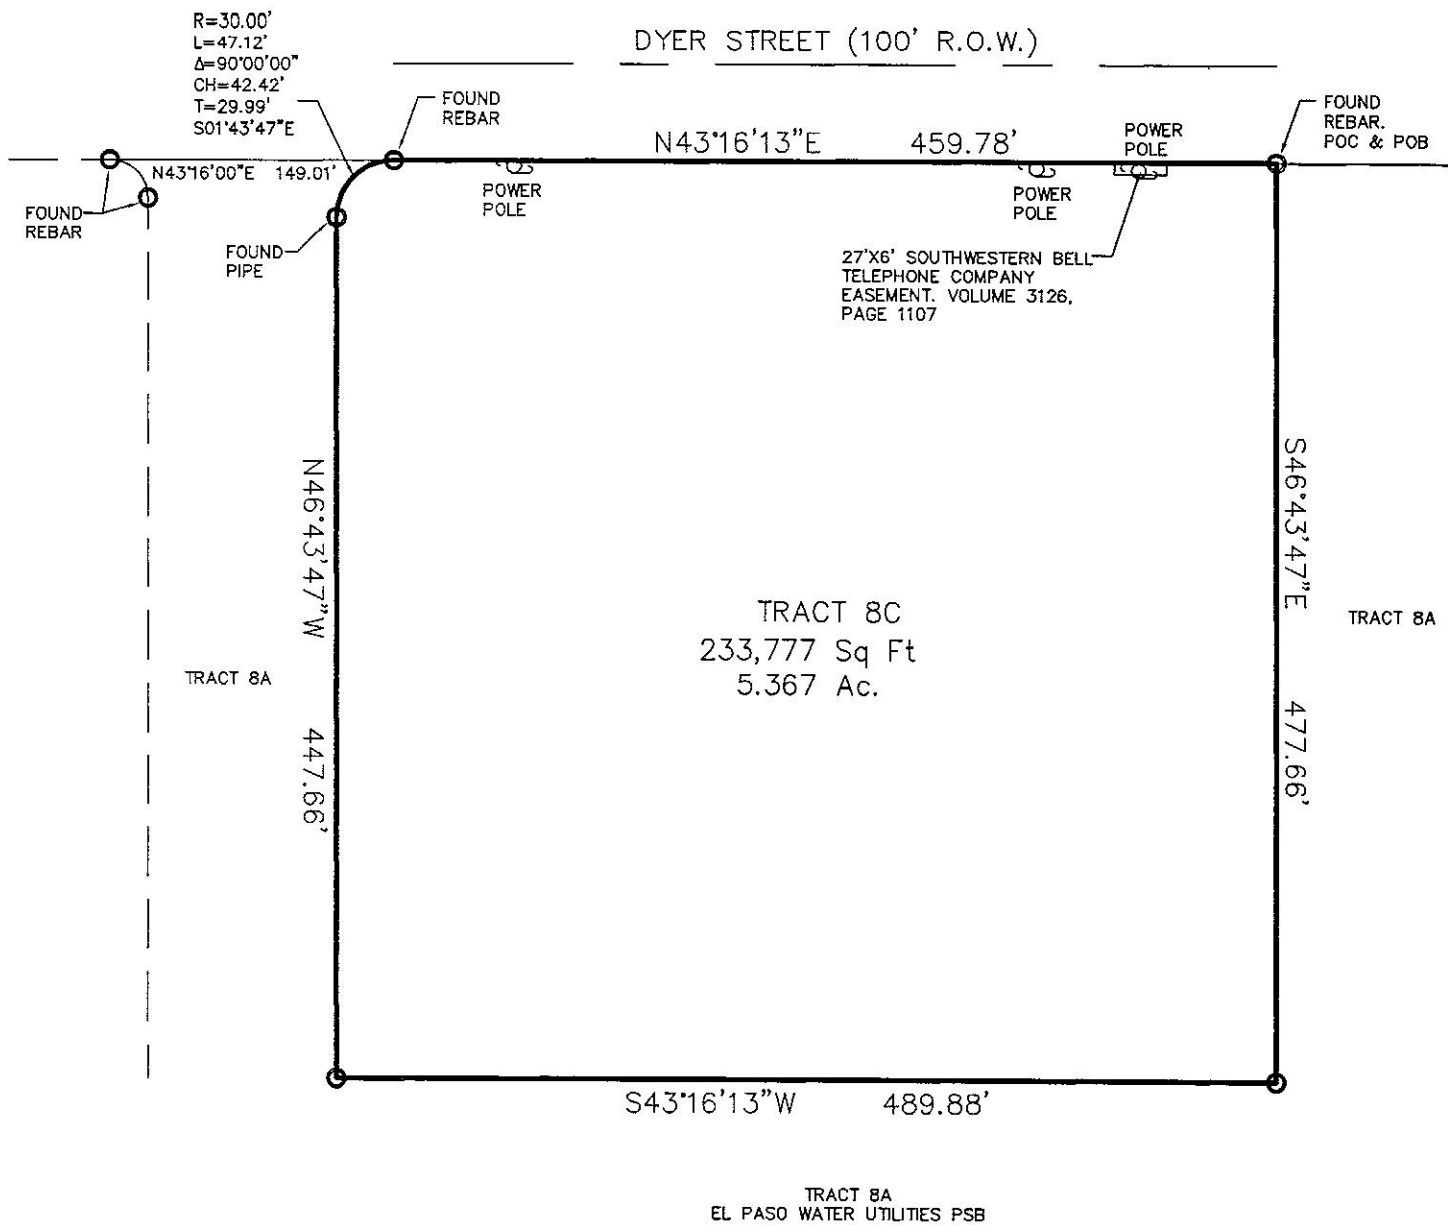 R=30.00'
L=47.12'
Δ=90°00'00"
CH=42.42'
T=29.99'
S01°43'47"E
DYER STREET (100' R.O.W.)
FOUND
REBAR
N43°16'13"E 459.78'
POWER
POLE
FOUND
REBAR.
POC & POB
N43°16'00"E 149.01'
FOUND
REBAR
POWER
POLE
POWER
POLE
FOUND
PIPE
27'X6' SOUTHWESTERN BELL
TELEPHONE COMPANY
EASEMENT. VOLUME 3126,
PAGE 1107
N46°43'47"W 447.66'
S46°43'47"E 477.66'
TRACT 8C
233,777 Sq Ft
5.367 Ac.
TRACT 8A
TRACT 8A
S43°16'13"W 489.88'
TRACT 8A
EL PASO WATER UTILITIES PSB